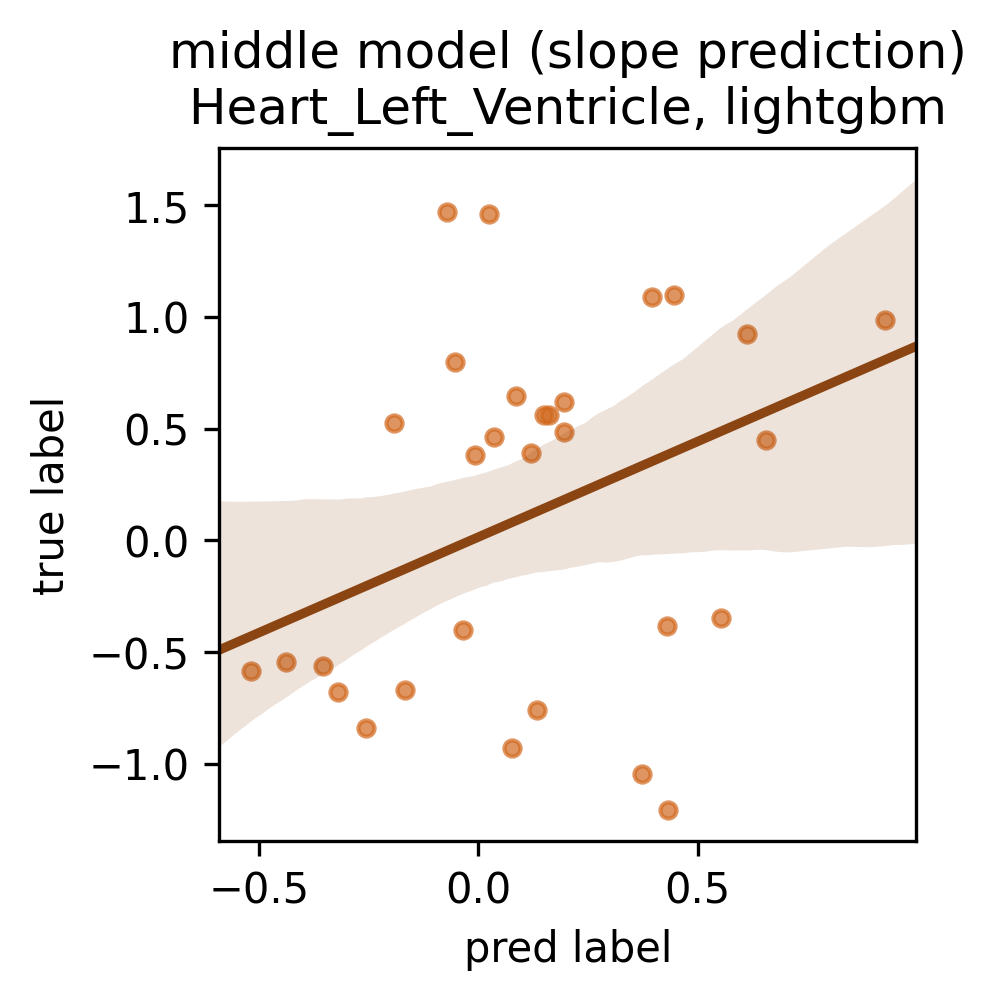 middle model (slope prediction)
Heart_Left_Ventricle, lightgbm
1.5
1.0
0.5
0.0
−0.5
−1.0
true label
−0.5
0.0
0.5
pred label